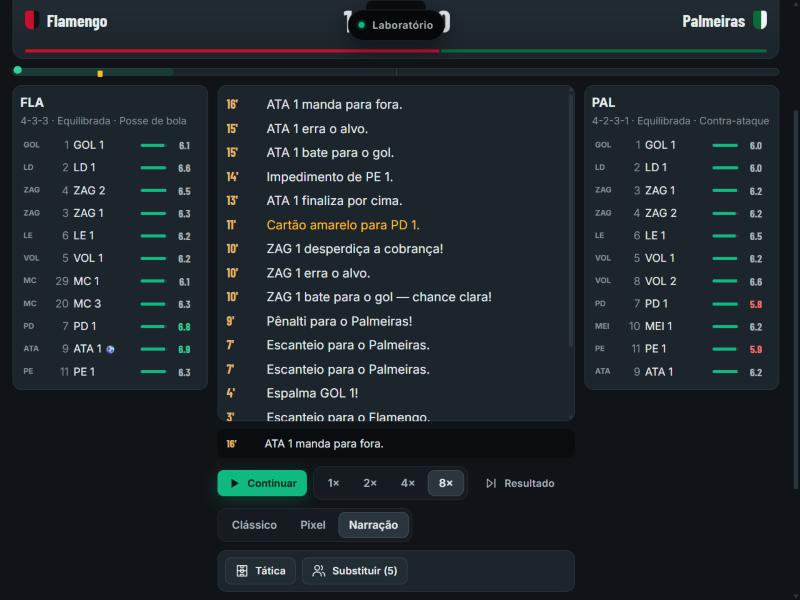 Flamengo
Laboratório
Palmeiras
FLA
4-3-3 · Equilibrada · Posse de bola
GOL 1 GOL 1 6.1
LD 2 LD 1 6.6
ZAG 4 ZAG 2 6.5
ZAG 3 ZAG 1 6.3
LE 6 LE 1 6.2
VOL 5 VOL 1 6.2
MC 29 MC 1 6.1
MC 20 MC 3 6.3
PD 7 PD 1 6.8
ATA 9 ATA 1 6.9
PE 11 PE 1 6.3
16' ATA 1 manda para fora.
15' ATA 1 erra o alvo.
15' ATA 1 bate para o gol.
14' Impedimento de PE 1.
13' ATA 1 finaliza por cima.
11' Cartão amarelo para PD 1.
10' ZAG 1 desperdiça a cobrança!
10' ZAG 1 erra o alvo.
10' ZAG 1 bate para o gol — chance clara!
9' Pênalti para o Palmeiras!
7' Escanteio para o Palmeiras.
7' Escanteio para o Palmeiras.
4' Espalma GOL 1!
3' Escanteio para o Flamengo.
16' ATA 1 manda para fora.
Continuar 1× 2× 4× 8× Resultado
Clássico Pixel Narração
Tática Substituir (5)
PAL
4-2-3-1 · Equilibrada · Contra-ataque
GOL 1 GOL 1 6.0
LD 2 LD 1 6.0
ZAG 3 ZAG 1 6.2
ZAG 4 ZAG 2 6.2
LE 6 LE 1 6.5
VOL 5 VOL 1 6.2
VOL 8 VOL 2 6.6
PD 7 PD 1 5.8
MEI 10 MEI 1 6.2
PE 11 PE 1 5.9
ATA 9 ATA 1 6.2